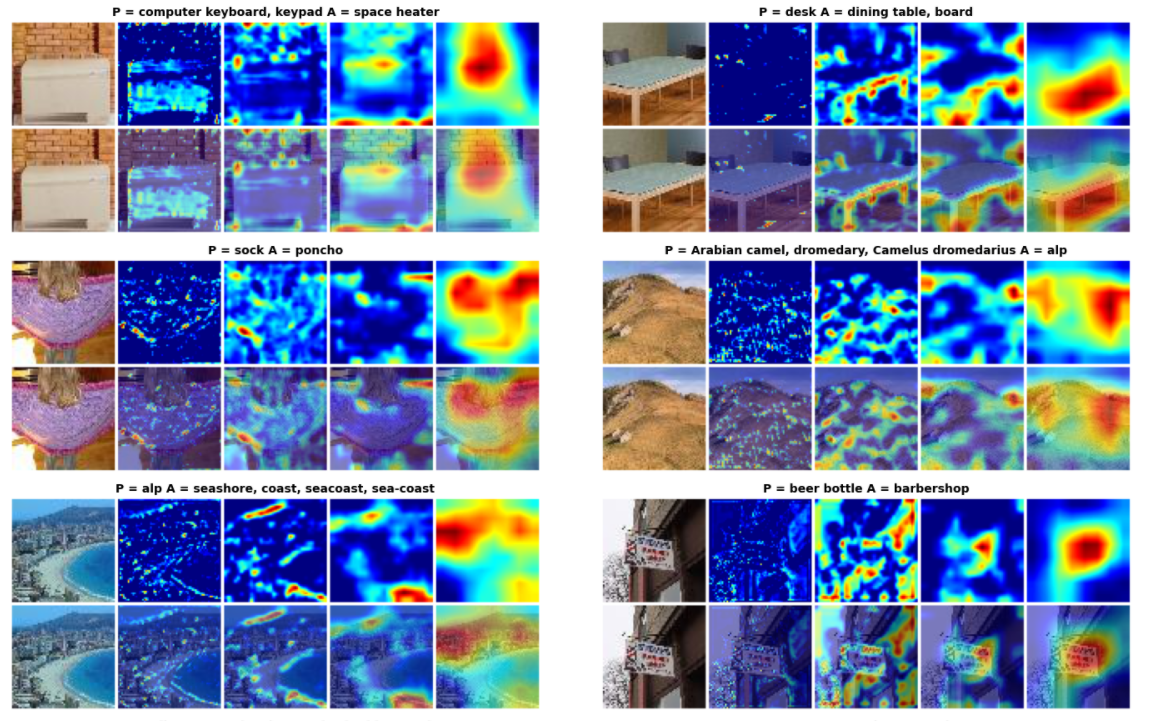 P = computer keyboard, keypad A = space heater
P = desk A = dining table, board
P = sock A = poncho
P = Arabian camel, dromedary, Camelus dromedarius A = alp
P = alp A = seashore, coast, seacoast, sea-coast
P = beer bottle A = barbershop